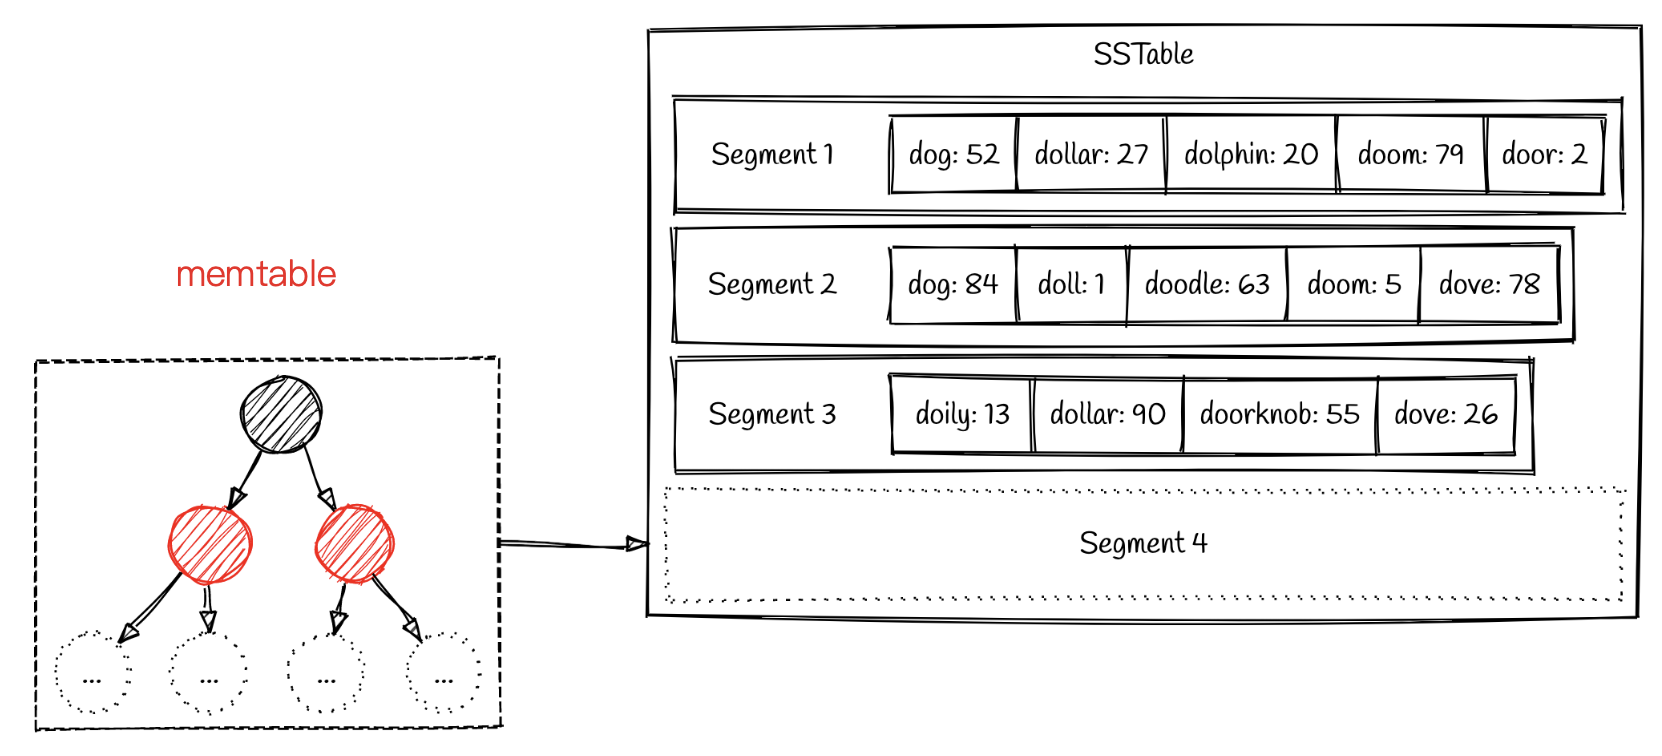 SSTable
Segment 1 dog: 52 dollar: 27 dolphin: 20 doom: 79 door: 2
Segment 2 dog: 84 doll: 1 doodle: 63 doom: 5 dove: 78
memtable
Segment 3 doily: 13 dollar: 90 doorknob: 55 dove: 26
Segment 4
... ... ... ...